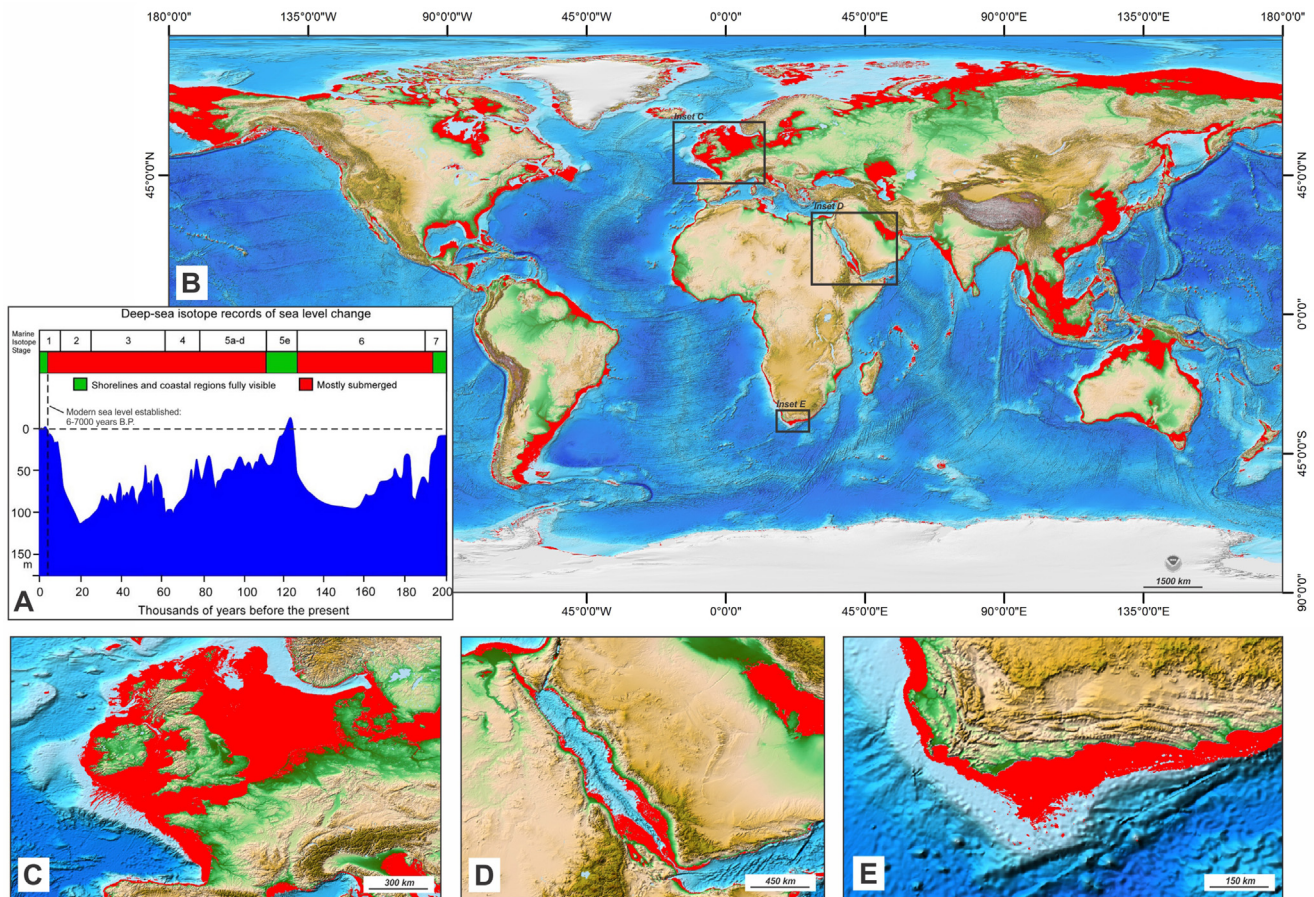 180°0'0" 135°0'0"W 90°0'0"W 45°0'0"W 0°0'0" 45°0'0"E 90°0'0"E 135°0'0"E 180°0'0"
45°0'0"N
45°0'0"N
0°0'0"
45°0'0"S
90°0'0"
Inset C
Inset D
Inset E
B
1500 km
45°0'0"W 0°0'0" 45°0'0"E 90°0'0"E 135°0'0"E
Deep-sea isotope records of sea level change
Marine
Isotope
Stage
1 2 3 4 5a-d 5e 6 7
Shorelines and coastal regions fully visible
Mostly submerged
Modern sea level established:
6-7000 years B.P.
0
50
100
150
m
0 20 40 60 80 100 120 140 160 180 200
Thousands of years before the present
A
C
300 km
D
450 km
E
150 km